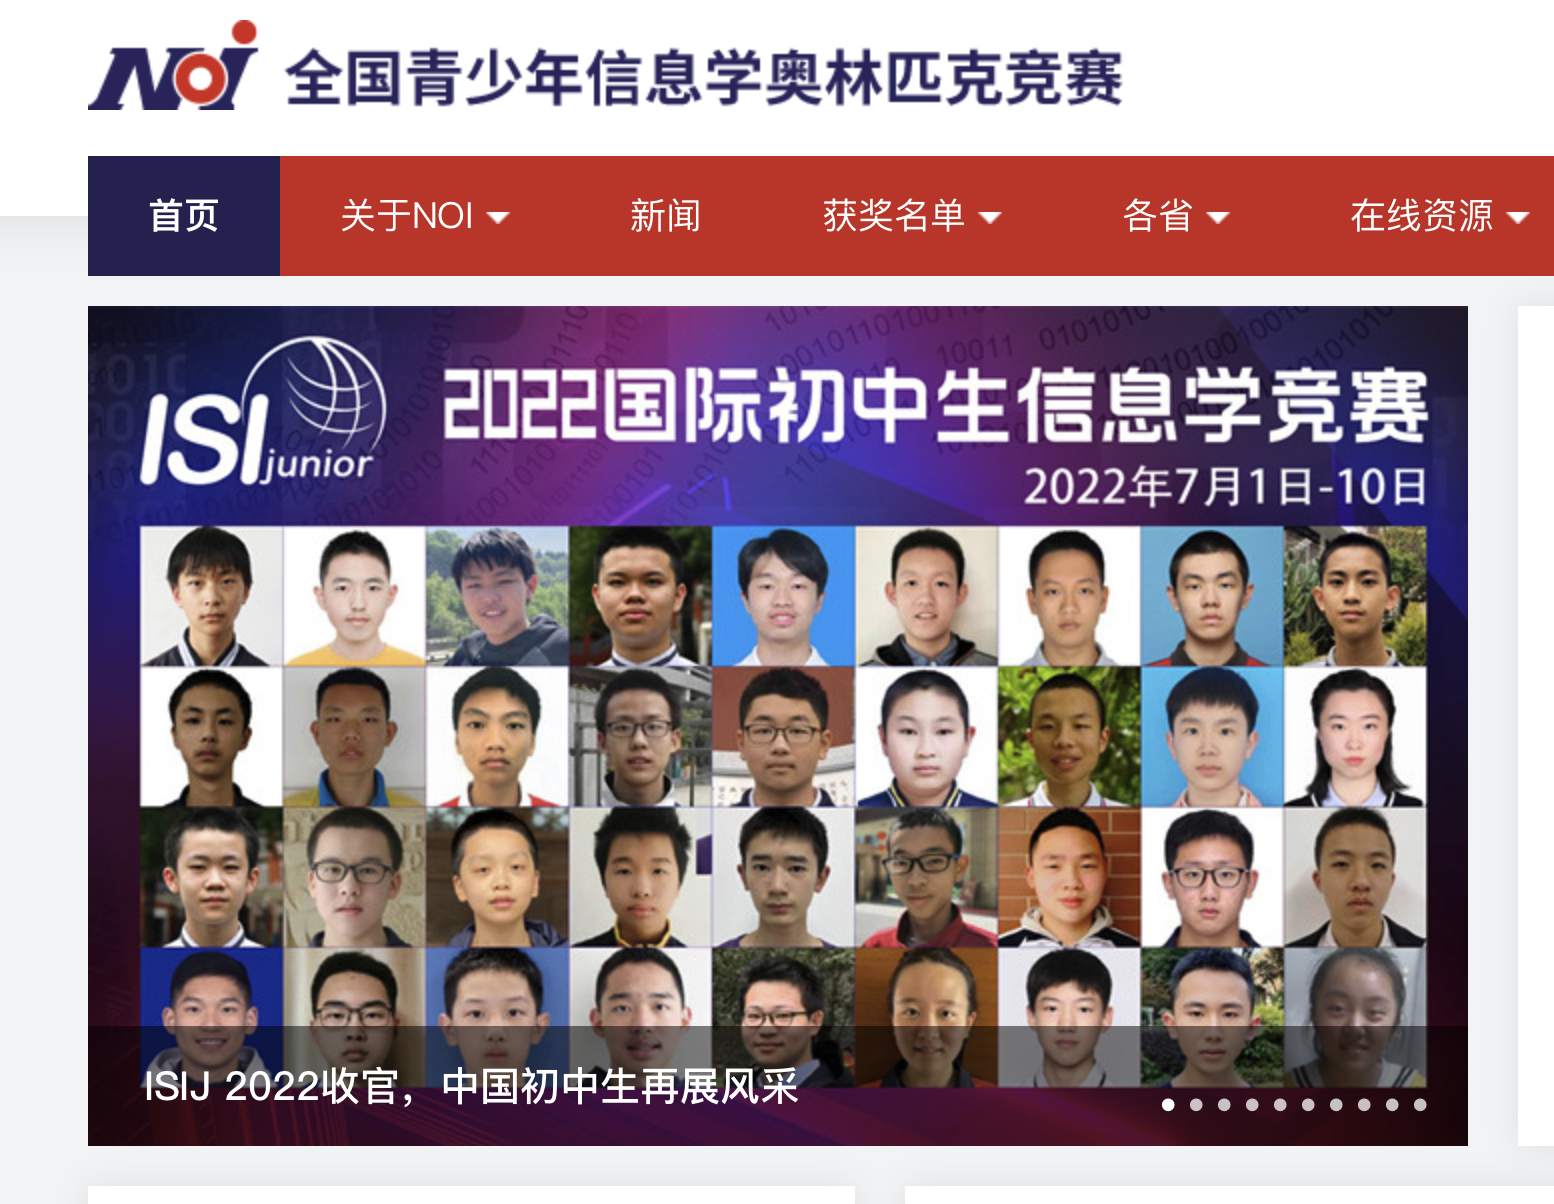 NOI 全国青少年信息学奥林匹克竞赛
首页 关于NOI 新闻 获奖名单 各省 在线资源
ISIJunior 2022国际初中生信息学竞赛
2022年7月1日-10日
ISIJ 2022收官，中国初中生再展风采